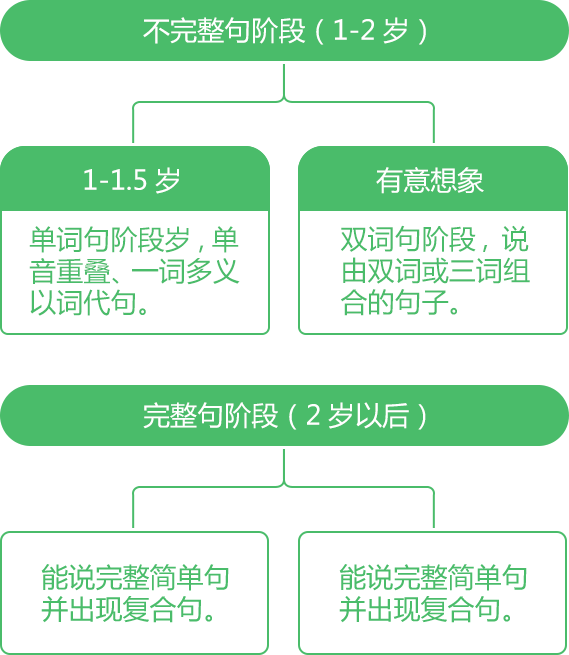 不完整句阶段（1-2 岁）
1-1.5 岁
单词句阶段岁，单
音重叠、一词多义
以词代句。
有意想象
双词句阶段，说
由双词或三词组
合的句子。
完整句阶段（2 岁以后）
能说完整简单句
并出现复合句。
能说完整简单句
并出现复合句。